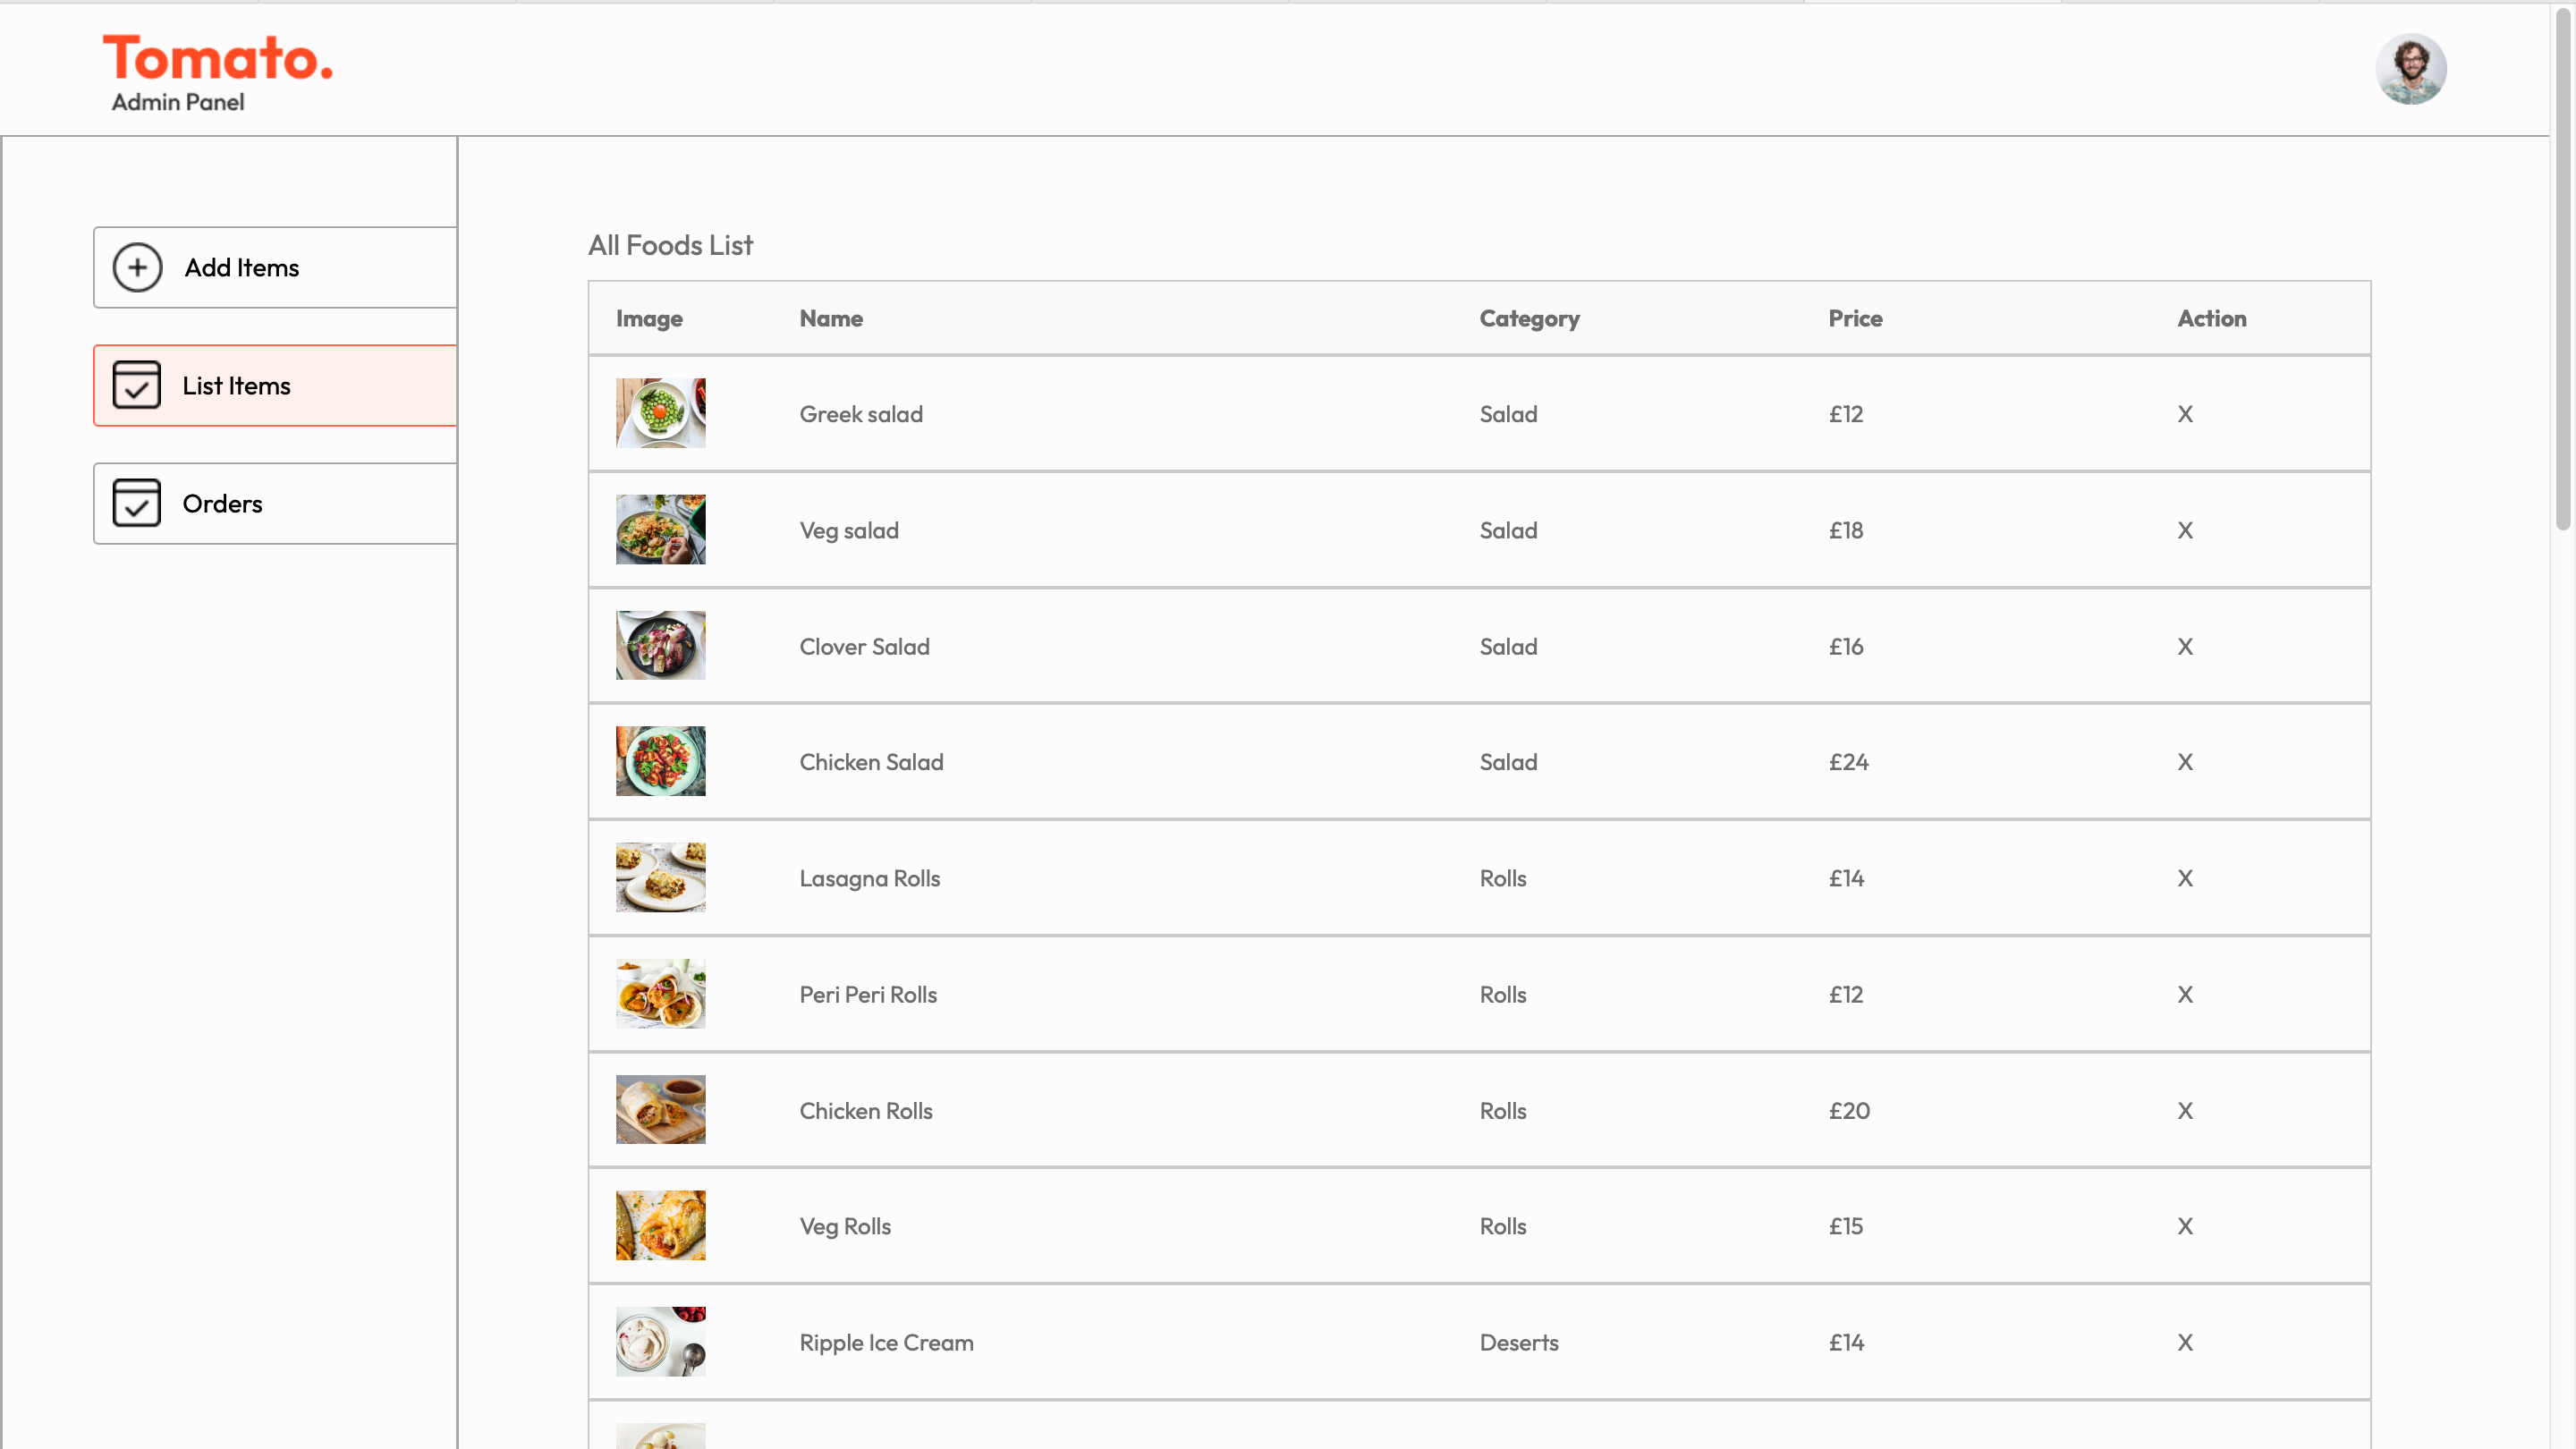 Tomato.
Admin Panel
Add Items
List Items
Orders
All Foods List
Image Name Category Price Action
Greek salad Salad £12 X
Veg salad Salad £18 X
Clover Salad Salad £16 X
Chicken Salad Salad £24 X
Lasagna Rolls Rolls £14 X
Peri Peri Rolls Rolls £12 X
Chicken Rolls Rolls £20 X
Veg Rolls Rolls £15 X
Ripple Ice Cream Deserts £14 X